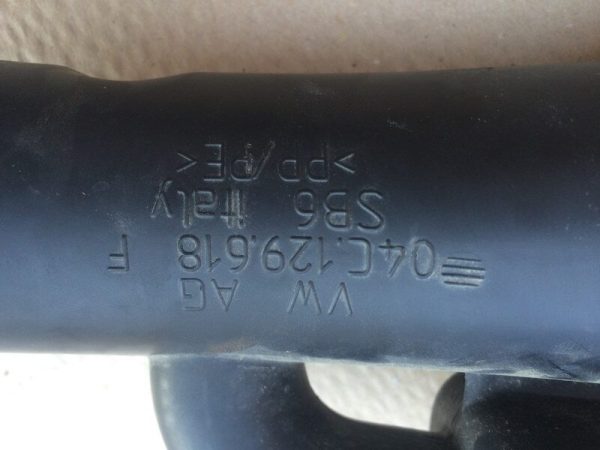 VW AG
04C.129.618 F
SB6 italy
>PP/PE<